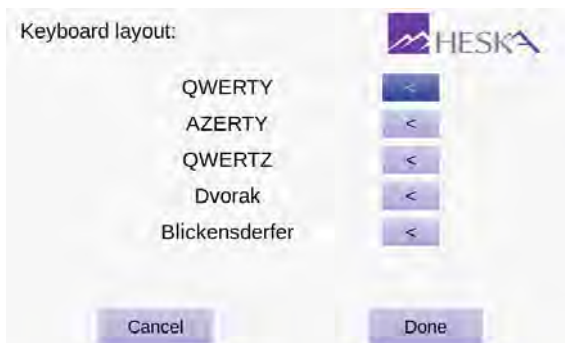 Keyboard layout:
HESKA
QWERTY <
AZERTY <
QWERTZ <
Dvorak <
Blickensderfer <
Cancel Done